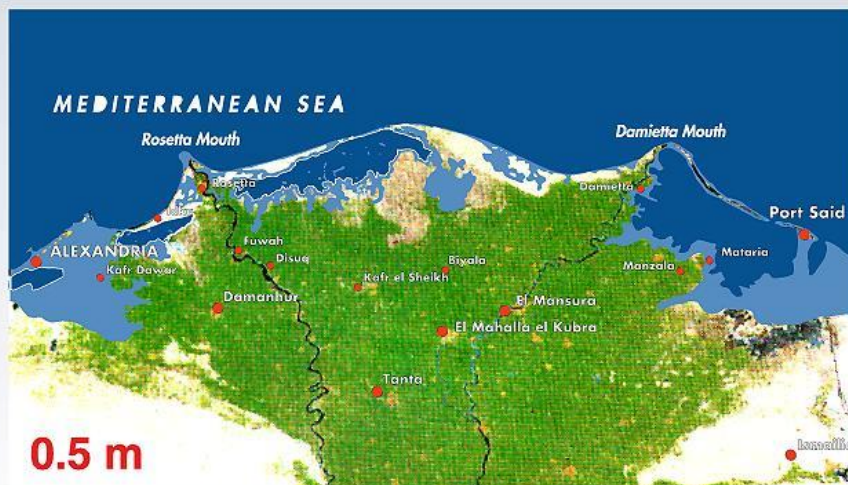 MEDITERRANEAN SEA
Rosetta Mouth
Damietta Mouth
Rosetta
Damietta
Port Said
ALEXANDRIA
Fuwah
Disuq
Biyala
Mataria
Kafr Dawar
Kafr el Sheikh
Manzala
Damanhur
El Mansura
El Mahalla el Kubra
Tanta
0.5 m